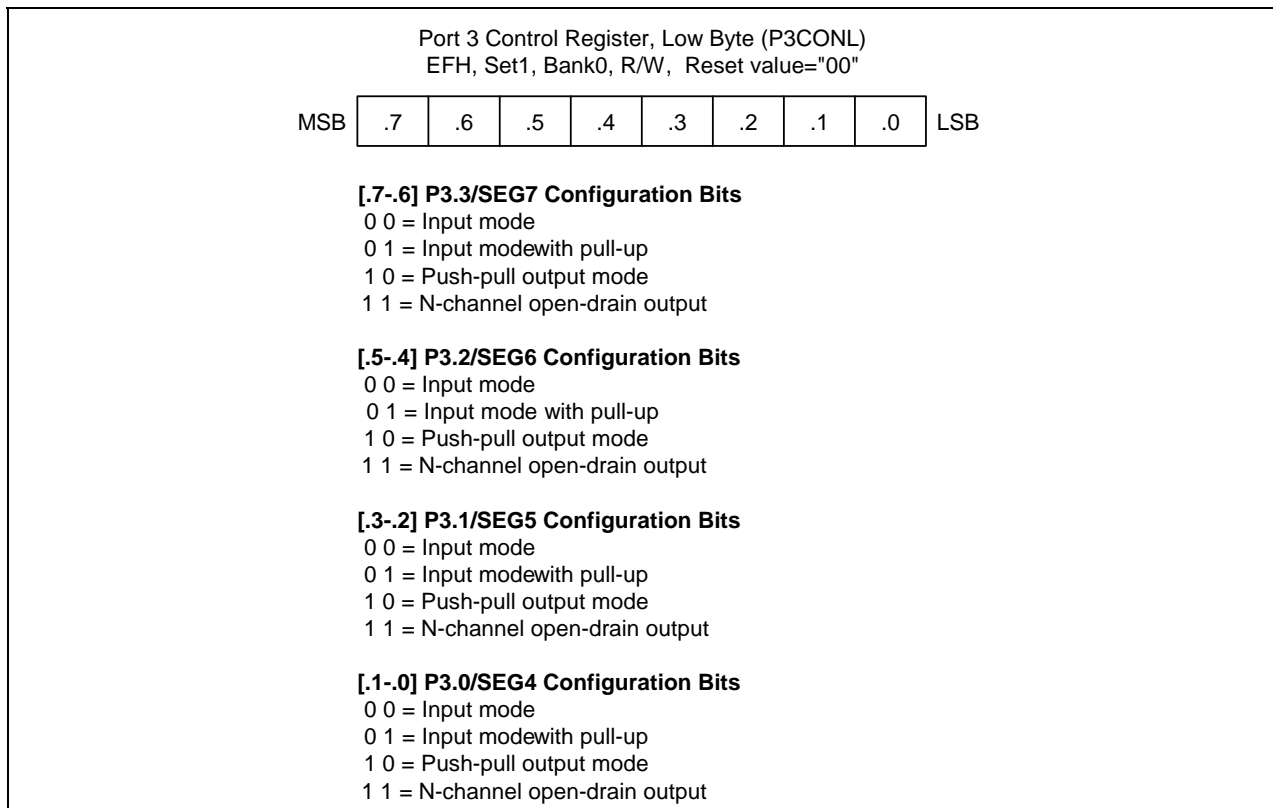 Port 3 Control Register, Low Byte (P3CONL)
EFH, Set1, Bank0, R/W, Reset value="00"
MSB .7 .6 .5 .4 .3 .2 .1 .0 LSB
[.7-.6] P3.3/SEG7 Configuration Bits
0 0 = Input mode
0 1 = Input modewith pull-up
1 0 = Push-pull output mode
1 1 = N-channel open-drain output
[.5-.4] P3.2/SEG6 Configuration Bits
0 0 = Input mode
0 1 = Input mode with pull-up
1 0 = Push-pull output mode
1 1 = N-channel open-drain output
[.3-.2] P3.1/SEG5 Configuration Bits
0 0 = Input mode
0 1 = Input modewith pull-up
1 0 = Push-pull output mode
1 1 = N-channel open-drain output
[.1-.0] P3.0/SEG4 Configuration Bits
0 0 = Input mode
0 1 = Input modewith pull-up
1 0 = Push-pull output mode
1 1 = N-channel open-drain output